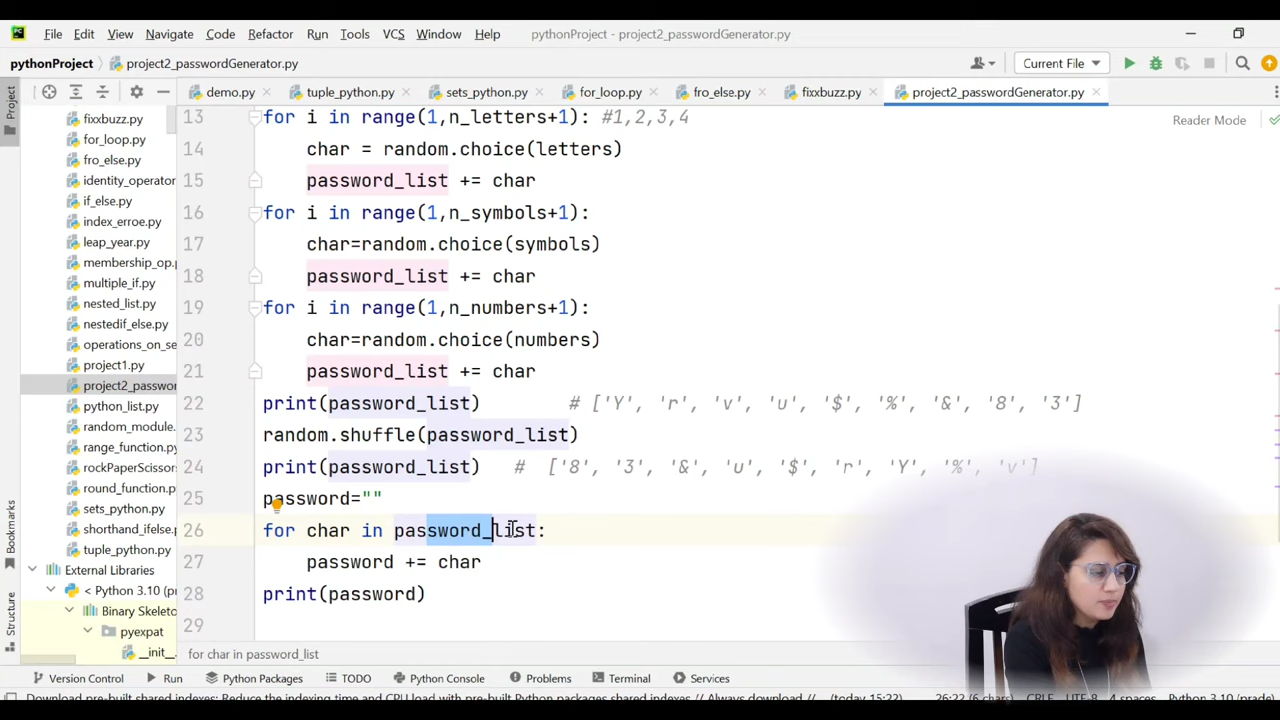 File Edit View Navigate Code Refactor Run Tools VCS Window Help pythonProject - project2_passwordGenerator.py
pythonProject project2_passwordGenerator.py Current File
Project demo.py tuple_python.py sets_python.py for_loop.py fro_else.py fixxbuzz.py project2_passwordGenerator.py
Reader Mode
fixxbuzz.py
for_loop.py
fro_else.py
identity_operator
if_else.py
index_erroe.py
leap_year.py
membership_op.p
multiple_if.py
nested_list.py
nestedif_else.py
operations_on_se
project1.py
project2_passwor
python_list.py
random_module.
range_function.py
rockPaperScissors
round_function.p
sets_python.py
shorthand_ifelse.p
tuple_python.py
External Libraries
< Python 3.10 (pra
Binary Skeleto
pyexpat
__init__.
Bookmarks
Structure
13 for i in range(1,n_letters+1): #1,2,3,4
14 char = random.choice(letters)
15 password_list += char
16 for i in range(1,n_symbols+1):
17 char=random.choice(symbols)
18 password_list += char
19 for i in range(1,n_numbers+1):
20 char=random.choice(numbers)
21 password_list += char
22 print(password_list) # ['Y', 'r', 'v', 'u', '$', '%', '&', '8', '3']
23 random.shuffle(password_list)
24 print(password_list) # ['8', '3', '&', 'u', '$', 'r', 'Y', '%', 'v']
25 password=""
26 for char in password_list:
27 password += char
28 print(password)
29
for char in password_list
Version Control Run Python Packages TODO Python Console Problems Terminal Services
Download pre-built shared indexes: Reduce the indexing time and CPU load with pre-built Python packages shared indexes // Always download // ... (today 15:22) 26:22 CRLF UTF-8 4 spaces